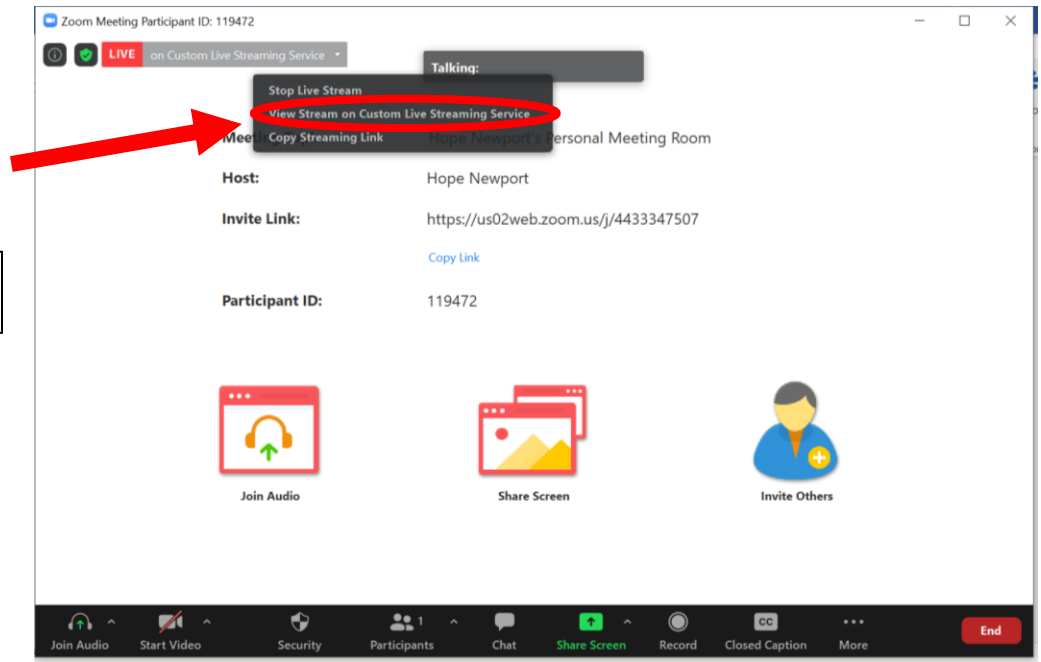 Zoom Meeting Participant ID: 119472
LIVE on Custom Live Streaming Service
Talking:
Stop Live Stream
View Stream on Custom Live Streaming Service
Copy Streaming Link
Hope Newport's Personal Meeting Room
Host: Hope Newport
Invite Link: https://us02web.zoom.us/j/4433347507
Copy Link
Participant ID: 119472
Join Audio Share Screen Invite Others
1
CC
Join Audio Start Video Security Participants Chat Share Screen Record Closed Caption More End